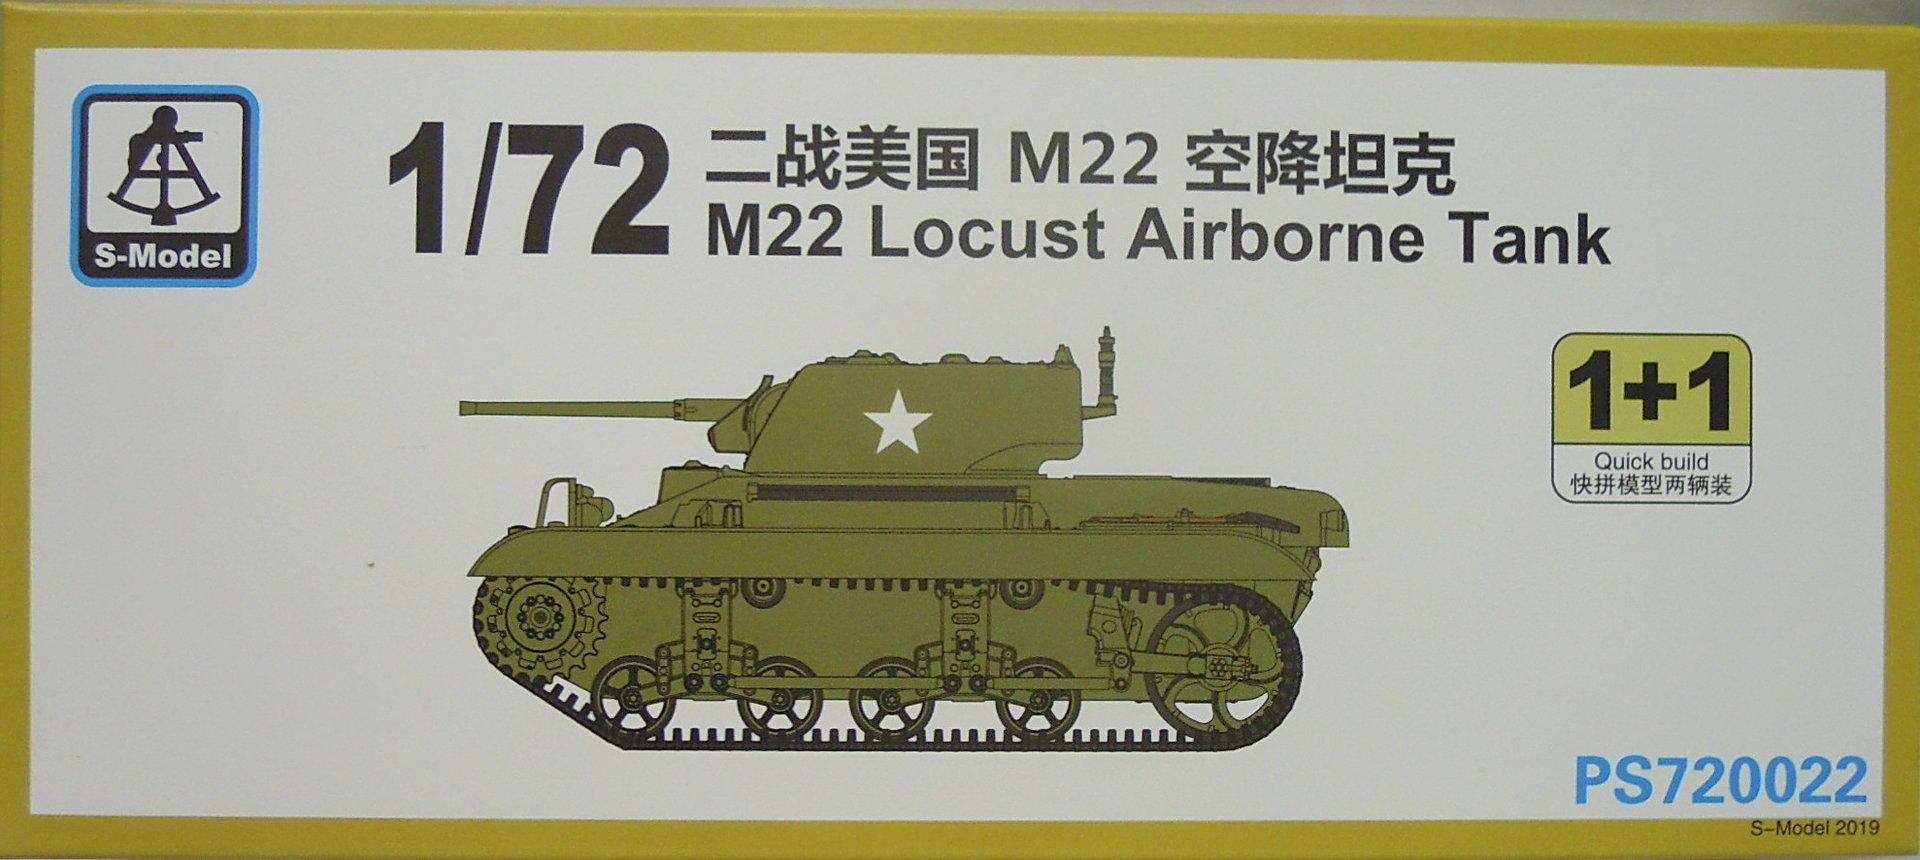 S-Model
1/72
二战美国 M22 空降坦克
M22 Locust Airborne Tank
1+1
Quick build
快拼模型两辆装
PS720022
S-Model 2019